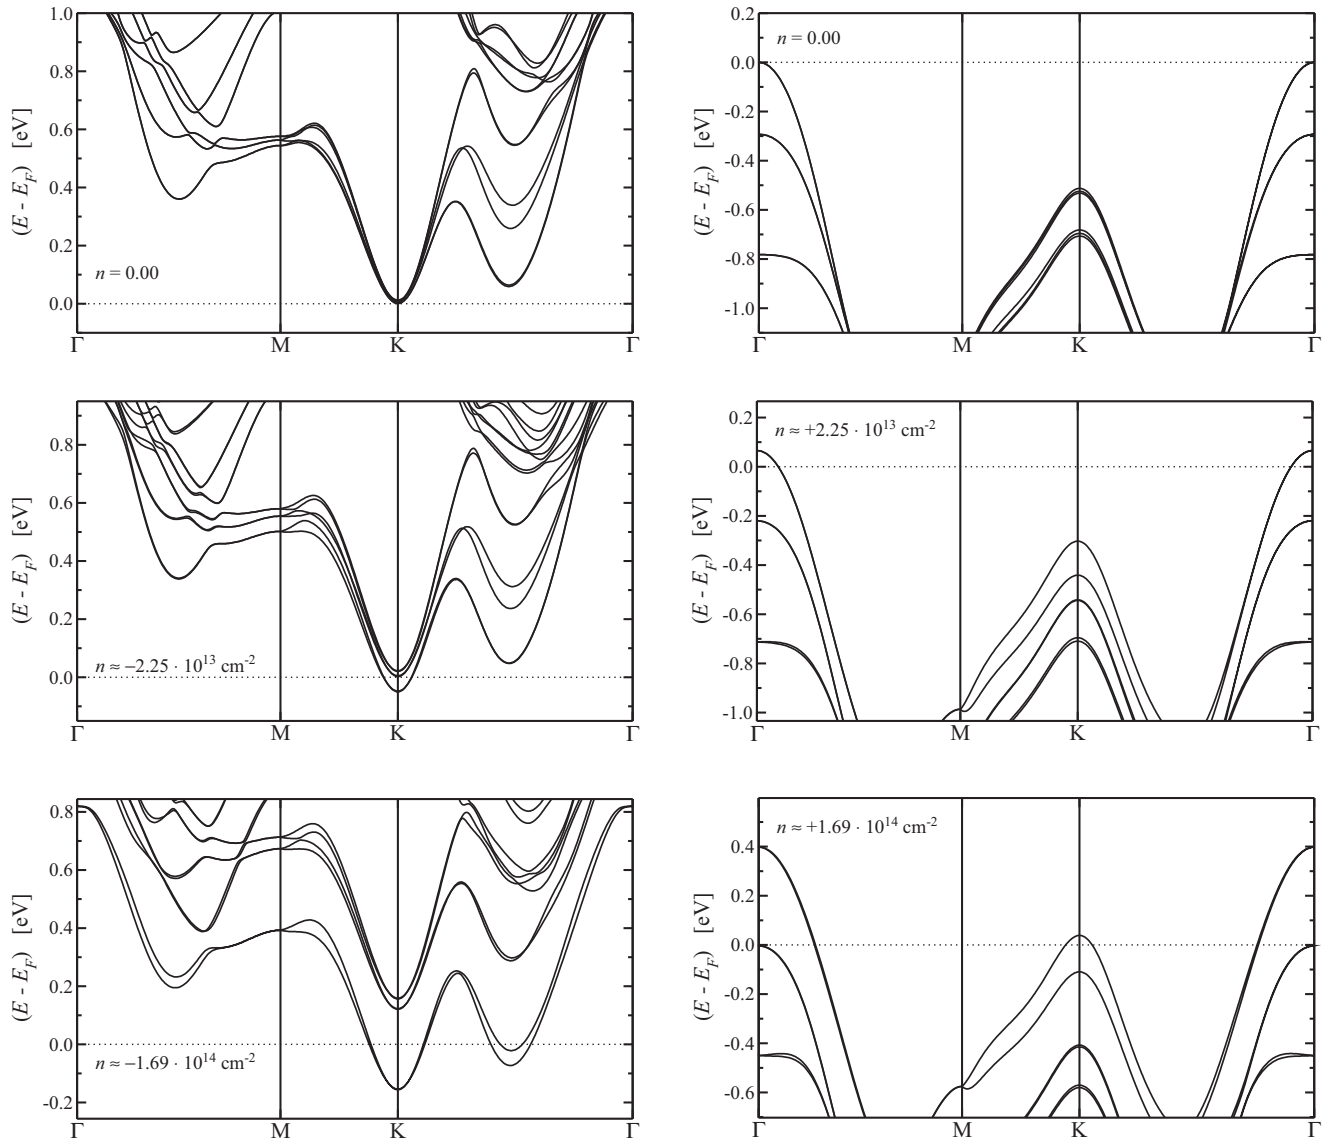 1.0
0.8
0.6
0.4
0.2
0.0
(E - E_F) [eV]
n = 0.00
Γ M K Γ
0.2
0.0
-0.2
-0.4
-0.6
-0.8
-1.0
(E - E_F) [eV]
n = 0.00
Γ M K Γ
0.8
0.6
0.4
0.2
0.0
(E - E_F) [eV]
n ≈ −2.25 · 10^13 cm^-2
Γ M K Γ
0.2
0.0
-0.2
-0.4
-0.6
-0.8
-1.0
(E - E_F) [eV]
n ≈ +2.25 · 10^13 cm^-2
Γ M K Γ
0.8
0.6
0.4
0.2
0.0
-0.2
(E - E_F) [eV]
n ≈ −1.69 · 10^14 cm^-2
Γ M K Γ
0.4
0.2
0.0
-0.2
-0.4
-0.6
(E - E_F) [eV]
n ≈ +1.69 · 10^14 cm^-2
Γ M K Γ